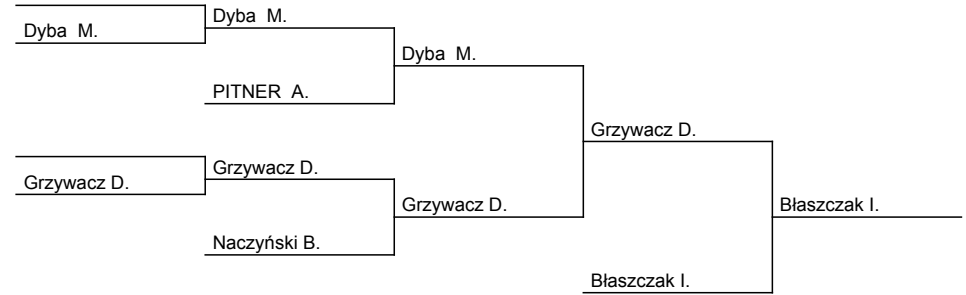 Dyba M.
Dyba M.
Dyba M.
PITNER A.
Grzywacz D.
Grzywacz D.
Grzywacz D.
Grzywacz D.
Błaszczak I.
Naczyński B.
Błaszczak I.